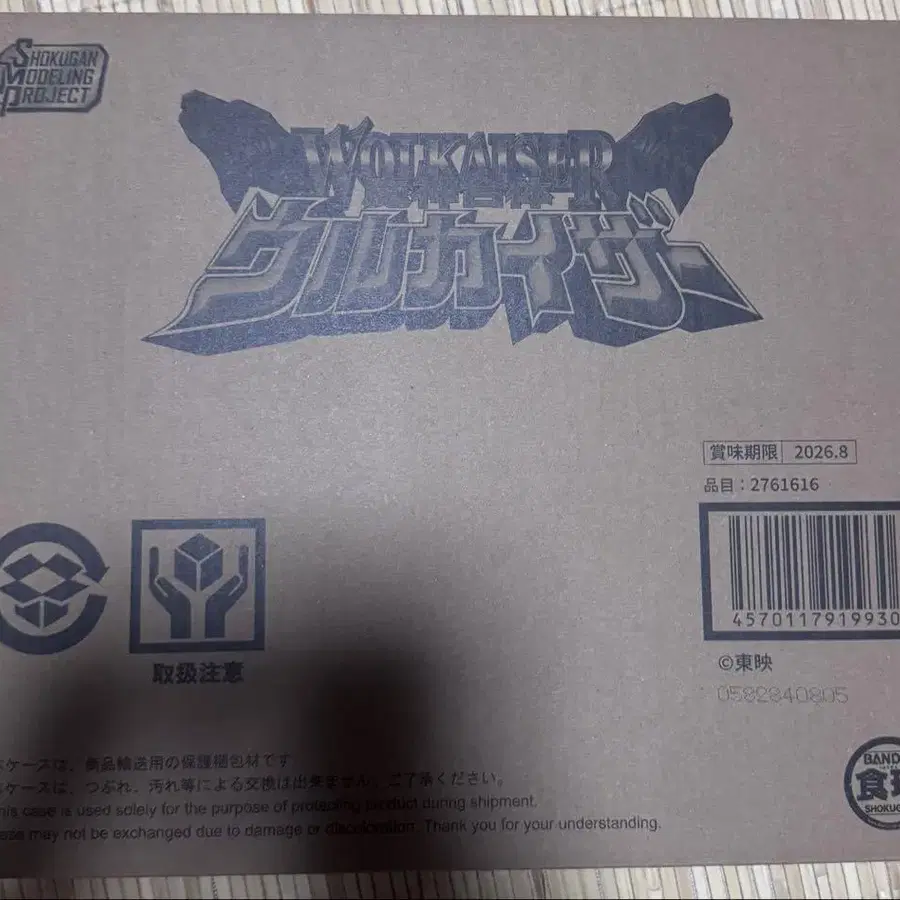 SHOKUGAN
MODELING
PROJECT
WOLKAISER
ウルカイザー
賞味期限 2026.8
品目：2761616
4570117919930
©東映
0582840805
取扱注意
ケースは、商品輸送用の保護梱包材です
ケースは、つぶれ、汚れ等による交換は出来ません。ご了承ください。
his case is used solely for the purpose of protecting product during shipment.
ase may not be exchanged due to damage or discoloration. Thank you for your understanding.
BAND
食
SHOKUG